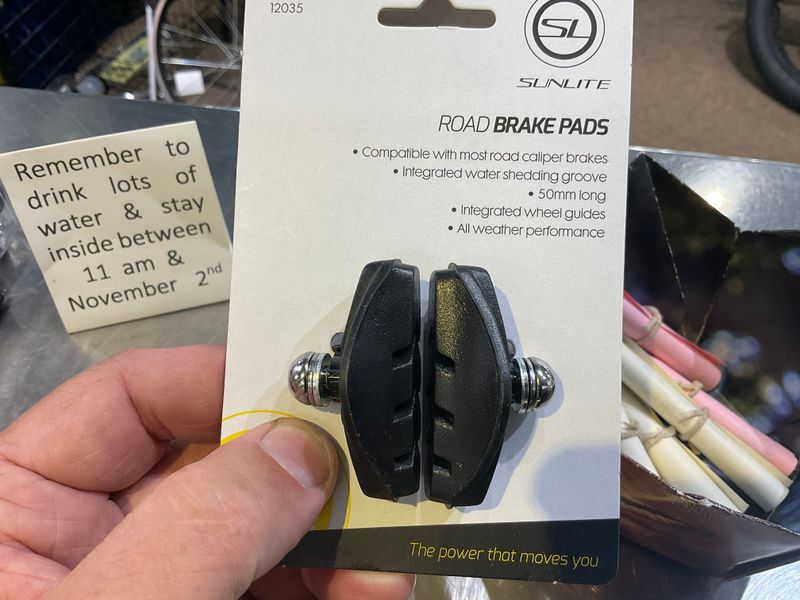 12035
SL
SUNLITE
ROAD BRAKE PADS
• Compatible with most road caliper brakes
• Integrated water shedding groove
• 50mm long
• Integrated wheel guides
• All weather performance
The power that moves you
Remember to
drink lots of
water & stay
inside between
11 am &
November 2nd